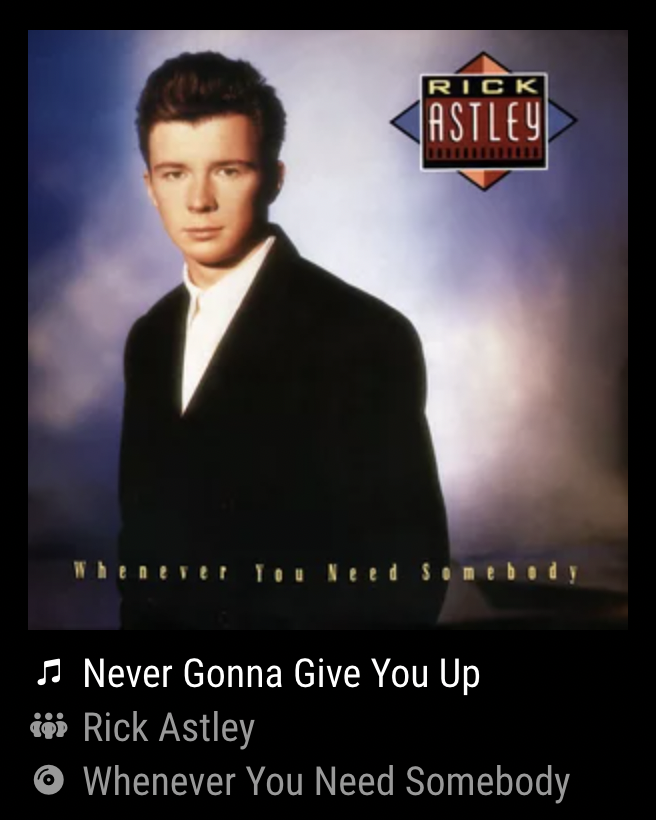 RICK
ASTLEY
Whenever You Need Somebody
Never Gonna Give You Up
Rick Astley
Whenever You Need Somebody